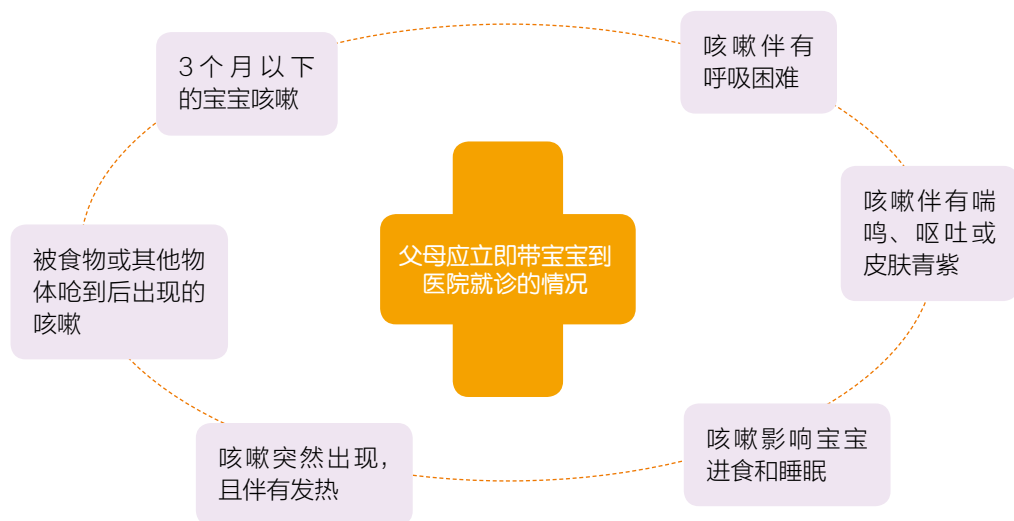 3个月以下
的宝宝咳嗽
咳嗽伴有
呼吸困难
咳嗽伴有喘
鸣、呕吐或
皮肤青紫
被食物或其他物
体呛到后出现的
咳嗽
父母应立即带宝宝到
医院就诊的情况
咳嗽突然出现，
且伴有发热
咳嗽影响宝宝
进食和睡眠